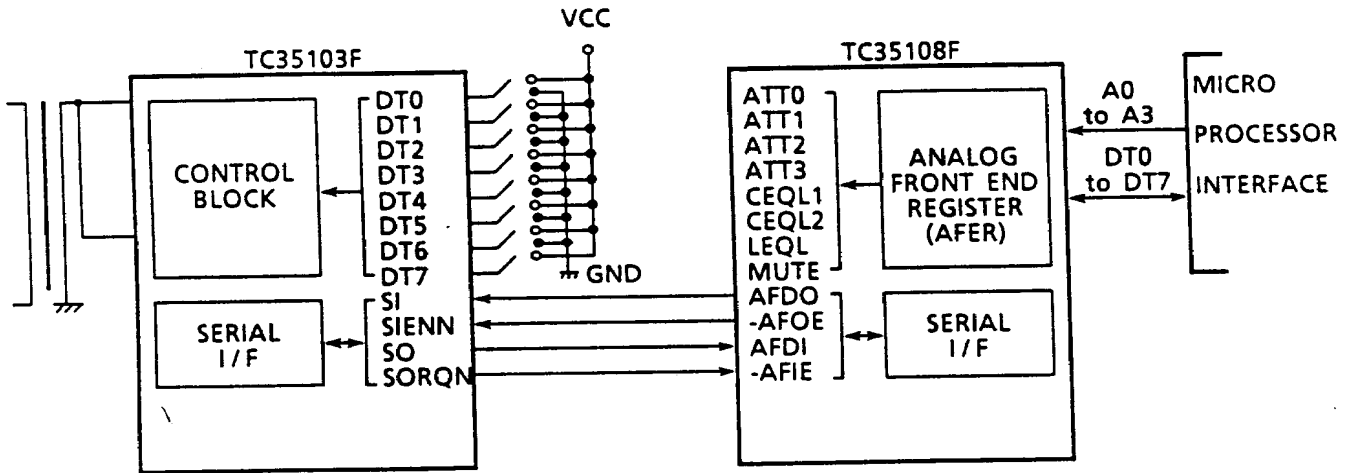 VCC
TC35103F
CONTROL
BLOCK
DT0
DT1
DT2
DT3
DT4
DT5
DT6
DT7
GND
SERIAL
I/F
SI
SIENN
SO
SORQN
TC35108F
ATT0
ATT1
ATT2
ATT3
CEQL1
CEQL2
LEQL
MUTE
AFDO
-AFOE
AFDI
-AFIE
ANALOG
FRONT END
REGISTER
(AFER)
SERIAL
I/F
A0
to A3
DT0
to DT7
MICRO
PROCESSOR
INTERFACE